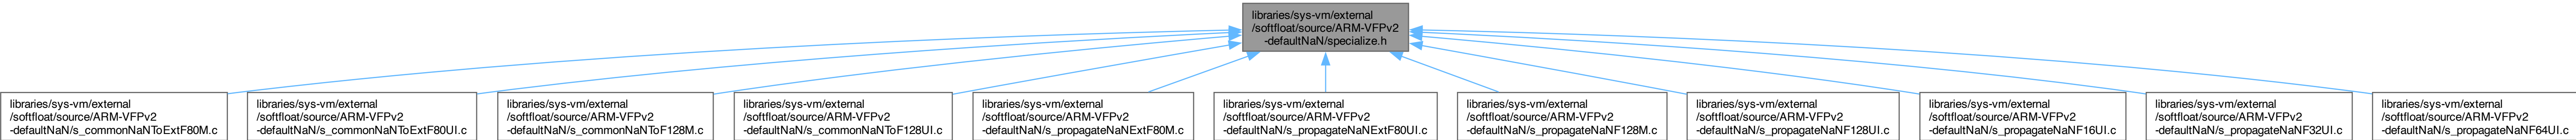 libraries/sys-vm/external
/softfloat/source/ARM-VFPv2
-defaultNaN/specialize.h
libraries/sys-vm/external
/softfloat/source/ARM-VFPv2
-defaultNaN/s_commonNaNToExtF80M.c
libraries/sys-vm/external
/softfloat/source/ARM-VFPv2
-defaultNaN/s_commonNaNToExtF80UI.c
libraries/sys-vm/external
/softfloat/source/ARM-VFPv2
-defaultNaN/s_commonNaNToF128M.c
libraries/sys-vm/external
/softfloat/source/ARM-VFPv2
-defaultNaN/s_commonNaNToF128UI.c
libraries/sys-vm/external
/softfloat/source/ARM-VFPv2
-defaultNaN/s_propagateNaNExtF80M.c
libraries/sys-vm/external
/softfloat/source/ARM-VFPv2
-defaultNaN/s_propagateNaNExtF80UI.c
libraries/sys-vm/external
/softfloat/source/ARM-VFPv2
-defaultNaN/s_propagateNaNF128M.c
libraries/sys-vm/external
/softfloat/source/ARM-VFPv2
-defaultNaN/s_propagateNaNF128UI.c
libraries/sys-vm/external
/softfloat/source/ARM-VFPv2
-defaultNaN/s_propagateNaNF16UI.c
libraries/sys-vm/external
/softfloat/source/ARM-VFPv2
-defaultNaN/s_propagateNaNF32UI.c
libraries/sys-vm/external
/softfloat/source/ARM-VFPv2
-defaultNaN/s_propagateNaNF64UI.c